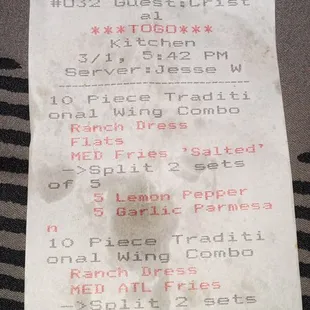 #032 Guest:Crist
al
***TOGO***
Kitchen
3/1, 5:42 PM
Server:Jesse W
10 Piece Traditi
onal Wing Combo
Ranch Dress
Flats
MED Fries 'Salted'
->Split 2 sets
of 5
5 Lemon Pepper
5 Garlic Parmesa
n
10 Piece Traditi
onal Wing Combo
Ranch Dress
MED ATL Fries
->Split 2 sets